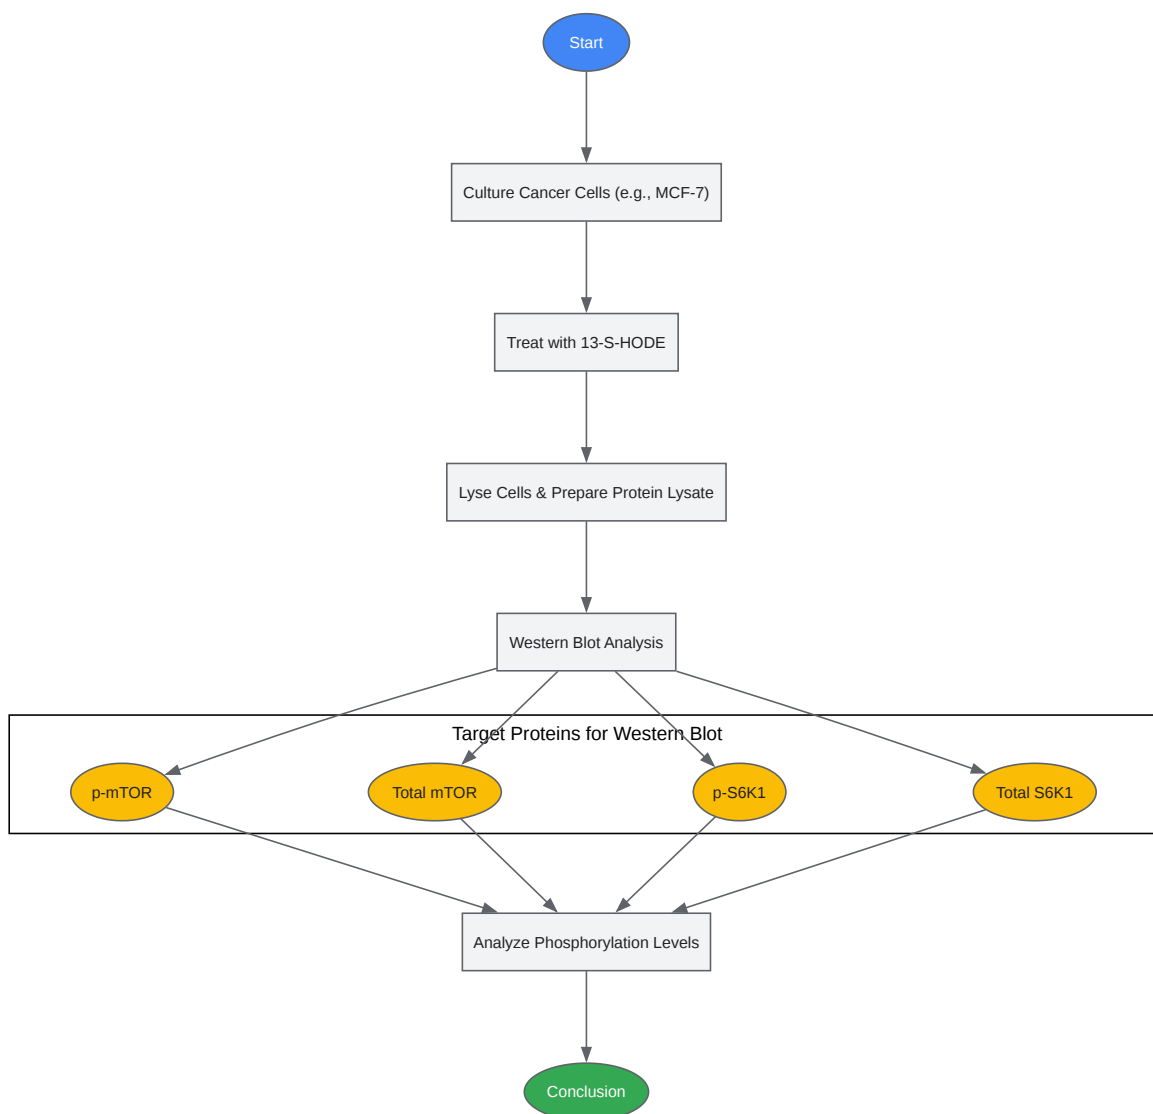 Start
Culture Cancer Cells (e.g., MCF-7)
Treat with 13-S-HODE
Lyse Cells & Prepare Protein Lysate
Western Blot Analysis
Target Proteins for Western Blot
p-mTOR
Total mTOR
p-S6K1
Total S6K1
Analyze Phosphorylation Levels
Conclusion